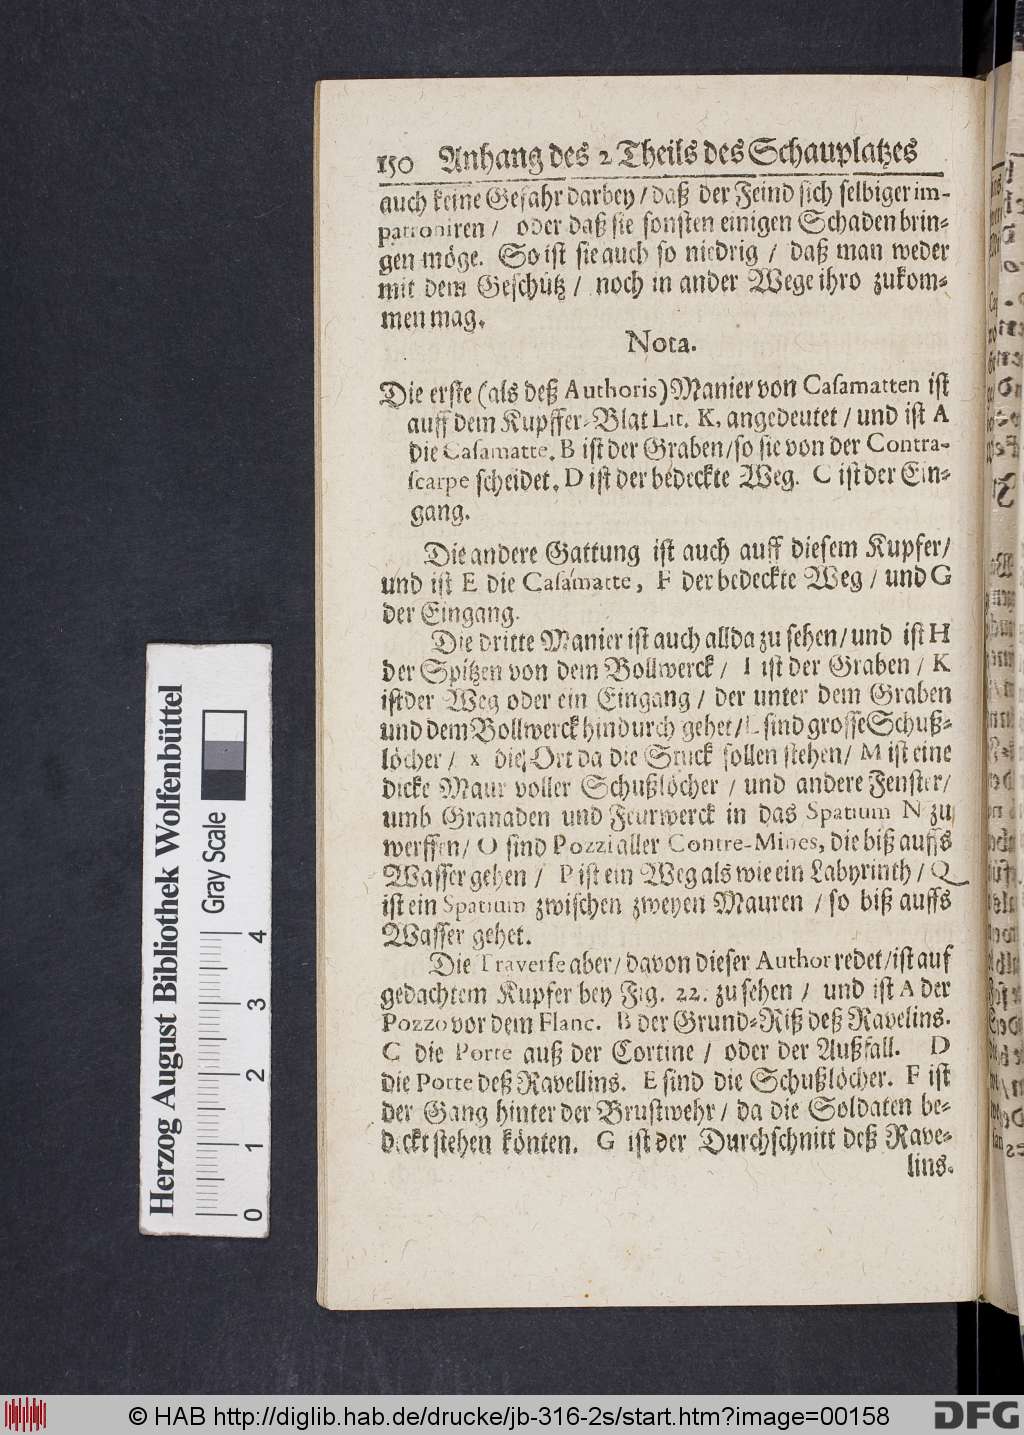 150 Anhang des 2 Theils des Schauplatzes
auch keine Gefahr darbey / daß der Feind sich selbiger im-
patroniren / oder daß sie sonsten einigen Schaden brin-
gen möge. So ist sie auch so niedrig / daß man weder
mit dem Geschütz / noch in ander Wege ihro zukom-
men mag.
Nota.
Die erste (als deß Authoris) Manier von Casamatten ist
auff dem Kupffer-Blat Lit. K, angedeutet / und ist A
die Casamatte, B ist der Graben / so sie von der Contra-
scarpe scheidet, D ist der bedeckte Weg. C ist der Ein-
gang.
Die andere Gattung ist auch auff diesem Kupfer /
und ist E die Casamatte, F der bedeckte Weg / und G
der Eingang.
Die dritte Manier ist auch allda zu sehen / und ist H
der Spitzen von dem Bollwerck / I ist der Graben / K
ist der Weg oder ein Eingang / der unter dem Graben
und dem Bollwerck hindurch gehet / L sind grosse Schuß-
löcher / x die Ort da die Stuck sollen stehen / M ist eine
dicke Maur voller Schußlöcher / und andere Fenster /
umb Granaden und Feurwerck in das Spatium N zu
werffen / O sind Pozzi aller Contre-Mines, die biß auffs
Wasser gehen / P ist ein Weg als wie ein Labyrinth / Q
ist ein Spatium zwischen zweyen Mauren / so biß auffs
Wasser gehet.
Die Traverse aber / davon dieser Author redet / ist auf
gedachtem Kupfer bey Fig. 22. zu sehen / und ist A der
Pozzo vor dem Flanc. B der Grund-Riß deß Ravelins.
C die Porte auß der Cortine / oder der Außfall. D
die Porte deß Ravellins. E sind die Schußlöcher. F ist
der Gang hinter der Brustwehr / da die Soldaten be-
deckt stehen könten. G ist der Durchschnitt deß Rave-
lins.
Herzog August Bibliothek Wolfenbüttel
Gray Scale
0 1 2 3 4
© HAB http://diglib.hab.de/drucke/jb-316-2s/start.htm?image=00158
DFG